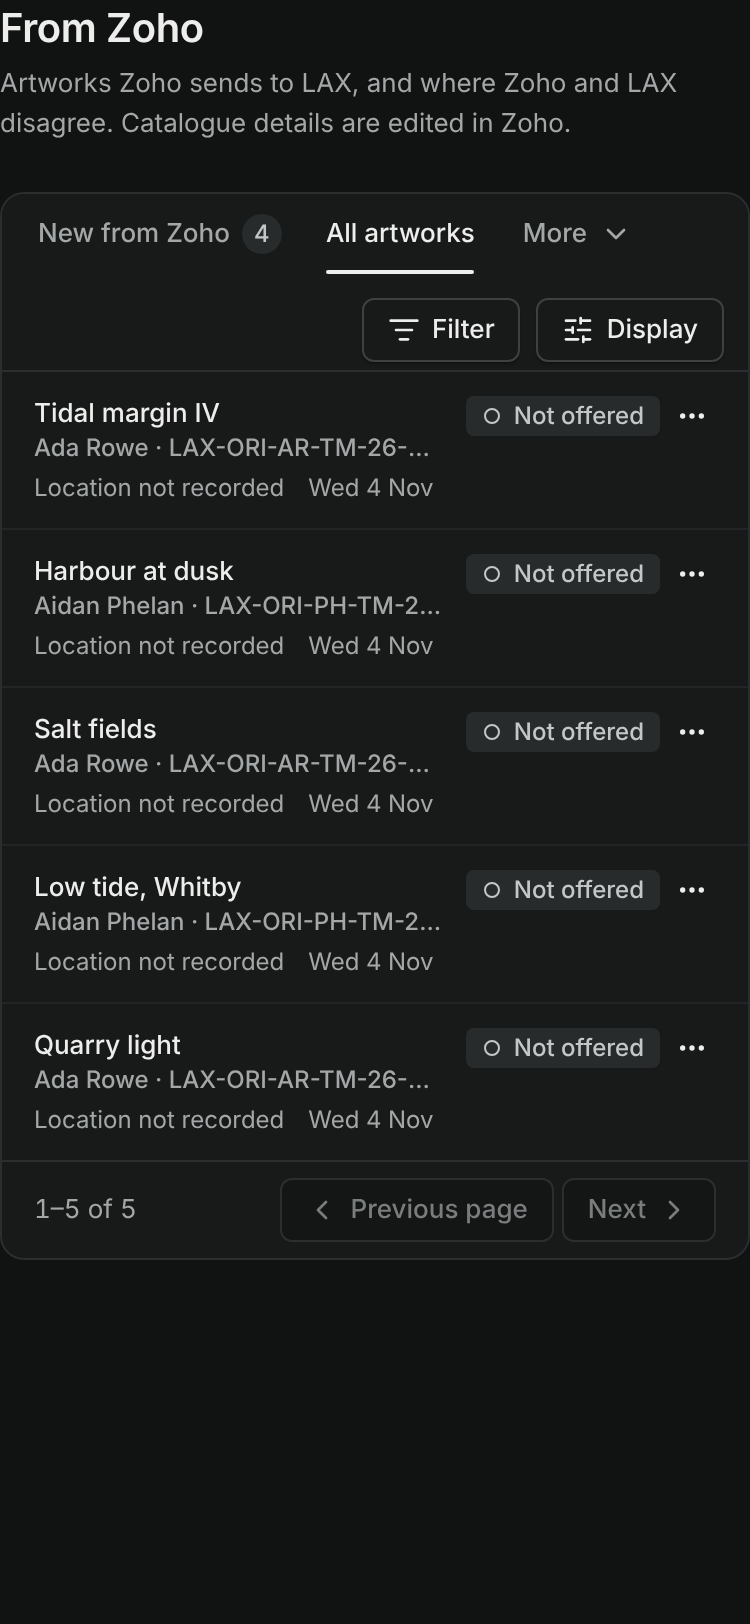 From Zoho
Artworks Zoho sends to LAX, and where Zoho and LAX
disagree. Catalogue details are edited in Zoho.
New from Zoho 4 All artworks More
Filter Display
Tidal margin IV Not offered
Ada Rowe · LAX-ORI-AR-TM-26-...
Location not recorded Wed 4 Nov
Harbour at dusk Not offered
Aidan Phelan · LAX-ORI-PH-TM-2...
Location not recorded Wed 4 Nov
Salt fields Not offered
Ada Rowe · LAX-ORI-AR-TM-26-...
Location not recorded Wed 4 Nov
Low tide, Whitby Not offered
Aidan Phelan · LAX-ORI-PH-TM-2...
Location not recorded Wed 4 Nov
Quarry light Not offered
Ada Rowe · LAX-ORI-AR-TM-26-...
Location not recorded Wed 4 Nov
1–5 of 5 Previous page Next